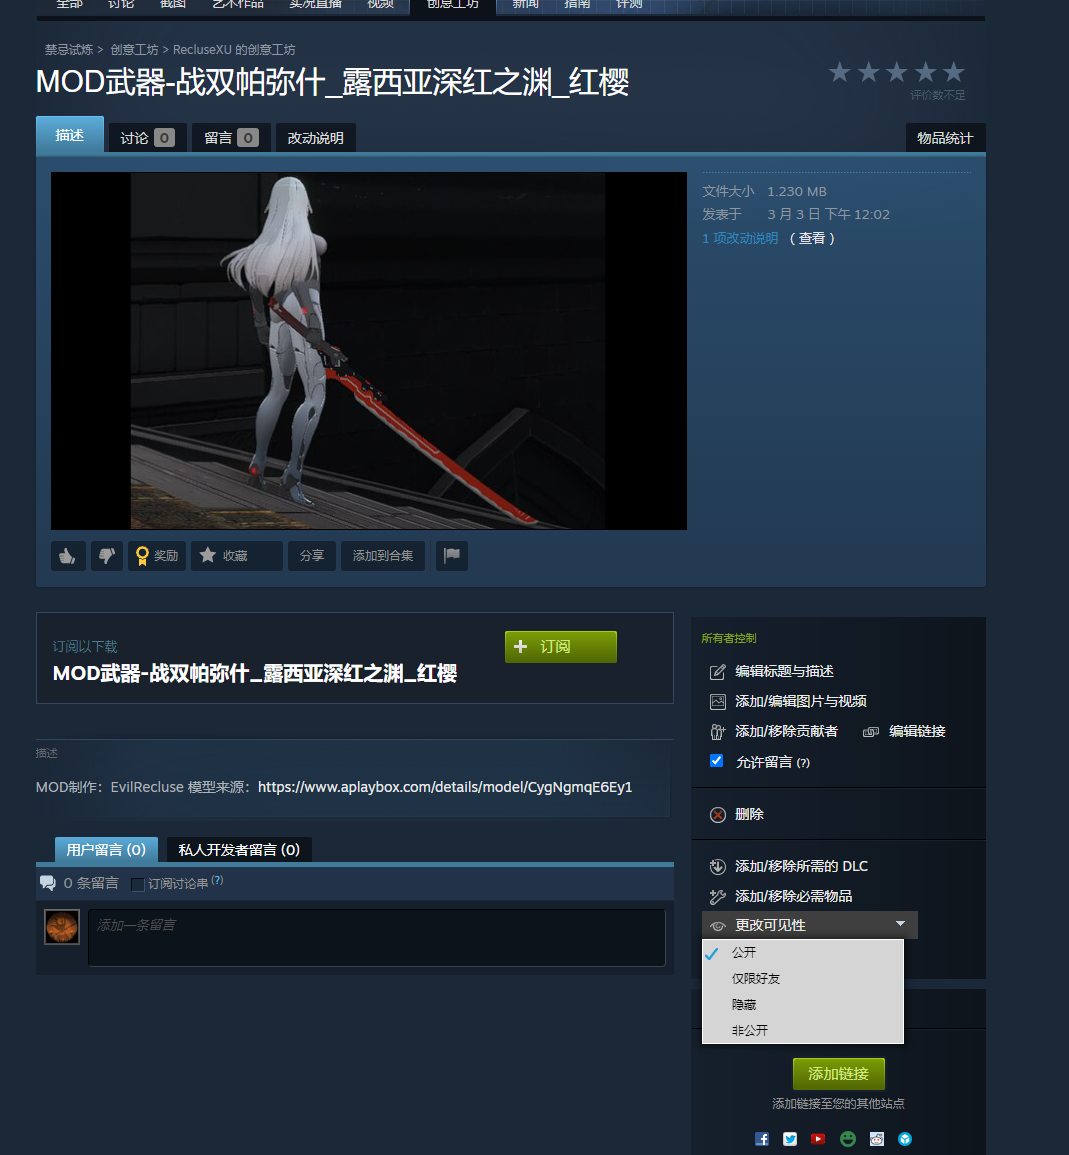 全部 讨论 截图 艺术作品 实况直播 视频 创意工坊 新闻 指南 评测
禁忌试炼 > 创意工坊 > RecluseXU 的创意工坊
MOD武器-战双帕弥什_露西亚深红之渊_红樱
评价数不足
描述 讨论 0 留言 0 改动说明 物品统计
文件大小 1.230 MB
发表于 3 月 3 日 下午 12:02
1 项改动说明 ( 查看 )
奖励 收藏 分享 添加到合集
订阅以下载
MOD武器-战双帕弥什_露西亚深红之渊_红樱
订阅
所有者控制
编辑标题与描述
添加/编辑图片与视频
添加/移除贡献者 编辑链接
允许留言 (?)
删除
添加/移除所需的 DLC
添加/移除必需物品
更改可见性
公开
仅限好友
隐藏
非公开
添加链接
添加链接至您的其他站点
描述
MOD制作：EvilRecluse 模型来源：https://www.aplaybox.com/details/model/CygNgmqE6Ey1
用户留言 (0) 私人开发者留言 (0)
0 条留言 订阅讨论串 (?)
添加一条留言